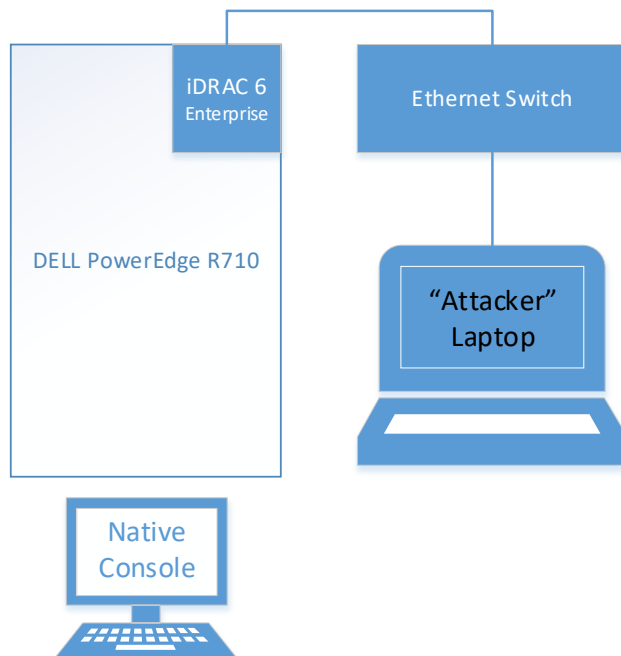 iDRAC 6
Enterprise
Ethernet Switch
DELL PowerEdge R710
“Attacker”
Laptop
Native
Console